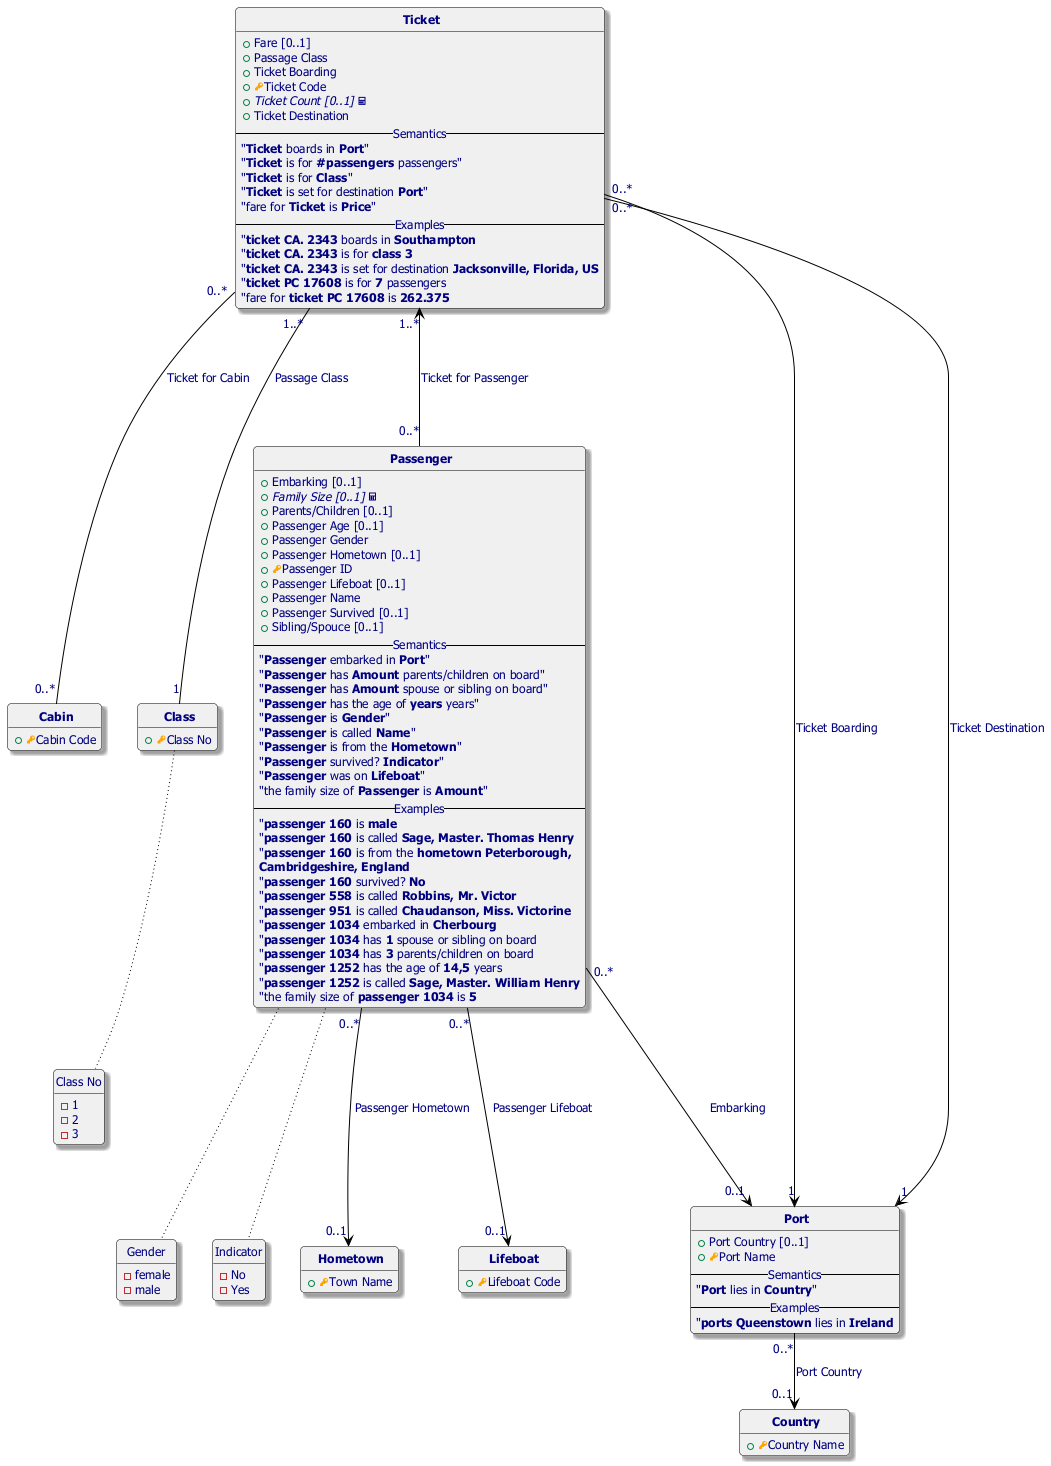 Ticket
Fare [0..1]
Passage Class
Ticket Boarding
Ticket Code
Ticket Count [0..1]
Ticket Destination
Semantics
"Ticket boards in Port"
"Ticket is for #passengers passengers"
"Ticket is for Class"
"Ticket is set for destination Port"
"fare for Ticket is Price"
Examples
"ticket CA. 2343 boards in Southampton
"ticket CA. 2343 is for class 3
"ticket CA. 2343 is set for destination Jacksonville, Florida, US
"ticket PC 17608 is for 7 passengers
"fare for ticket PC 17608 is 262.375
0..*
0..*
0..*
1..*
1..*
Ticket for Cabin
Passage Class
Ticket for Passenger
0..*
Passenger
Embarking [0..1]
Family Size [0..1]
Parents/Children [0..1]
Passenger Age [0..1]
Passenger Gender
Passenger Hometown [0..1]
Passenger ID
Passenger Lifeboat [0..1]
Passenger Name
Passenger Survived [0..1]
Sibling/Spouce [0..1]
Semantics
"Passenger embarked in Port"
"Passenger has Amount parents/children on board"
"Passenger has Amount spouse or sibling on board"
"Passenger has the age of years years"
"Passenger is Gender"
"Passenger is called Name"
"Passenger is from the Hometown"
"Passenger survived? Indicator"
"Passenger was on Lifeboat"
"the family size of Passenger is Amount"
Examples
"passenger 160 is male
"passenger 160 is called Sage, Master. Thomas Henry
"passenger 160 is from the hometown Peterborough,
Cambridgeshire, England
"passenger 160 survived? No
"passenger 558 is called Robbins, Mr. Victor
"passenger 951 is called Chaudanson, Miss. Victorine
"passenger 1034 embarked in Cherbourg
"passenger 1034 has 1 spouse or sibling on board
"passenger 1034 has 3 parents/children on board
"passenger 1252 has the age of 14,5 years
"passenger 1252 is called Sage, Master. William Henry
"the family size of passenger 1034 is 5
0..*
1
Cabin
Cabin Code
Class
Class No
Ticket Boarding
Ticket Destination
0..*
0..*
0..*
Class No
1
2
3
Passenger Hometown
Passenger Lifeboat
Embarking
0..1
1
1
0..1
0..1
Gender
female
male
Indicator
No
Yes
Hometown
Town Name
Lifeboat
Lifeboat Code
Port
Port Country [0..1]
Port Name
Semantics
"Port lies in Country"
Examples
"ports Queenstown lies in Ireland
0..*
Port Country
0..1
Country
Country Name